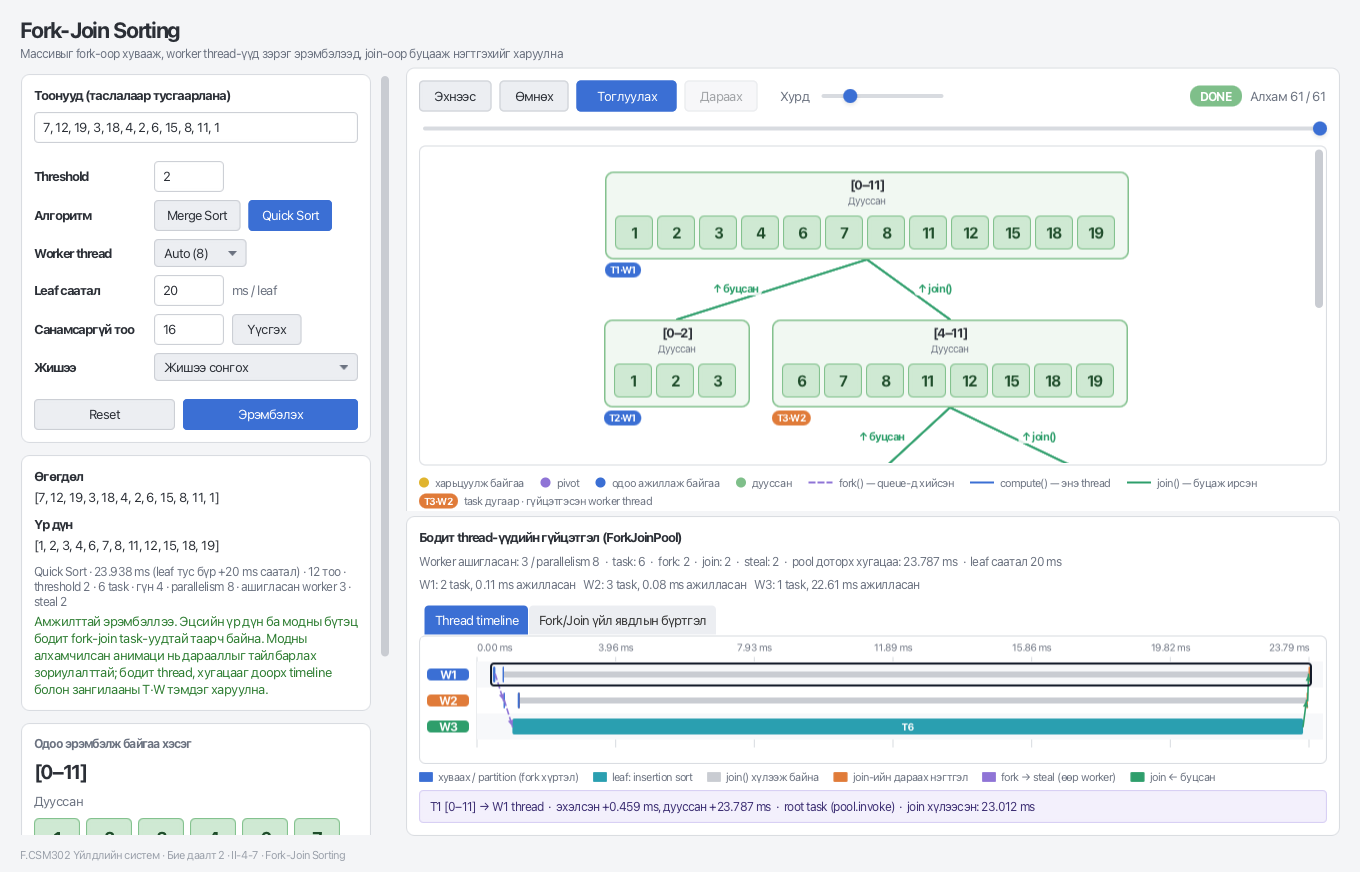 Fork-Join Sorting
Массивыг fork-оор хувааж, worker thread-үүд зэрэг эрэмбэлээд, join-оор буцааж нэгтгэхийг харуулна
Тоонууд (таслалаар тусгаарлана)
7, 12, 19, 3, 18, 4, 2, 6, 15, 8, 11, 1
Threshold 2
Алгоритм Merge Sort Quick Sort
Worker thread Auto (8)
Leaf саатал 20 ms / leaf
Санамсаргүй тоо 16 Үүсгэх
Жишээ Жишээ сонгох
Reset Эрэмбэлэх
Өгөгдөл
[7, 12, 19, 3, 18, 4, 2, 6, 15, 8, 11, 1]
Үр дүн
[1, 2, 3, 4, 6, 7, 8, 11, 12, 15, 18, 19]
Quick Sort · 23.938 ms (leaf тус бүр +20 ms саатал) · 12 тоо ·
threshold 2 · 6 task · гүн 4 · parallelism 8 · ашигласан worker 3 ·
steal 2
Амжилттай эрэмбэллээ. Эцсийн үр дүн ба модны бүтэц
бодит fork-join task-уудтай таарч байна. Модны
алхамчилсан анимаци нь дарааллыг тайлбарлах
зориулалттай; бодит thread, хугацааг доорх timeline
болон зангилааны T·W тэмдэг харуулна.
Одоо эрэмбэлж байгаа хэсэг
[0–11]
Дууссан
Эхнээс Өмнөх Тоглуулах Дараах Хурд DONE Алхам 61 / 61
[0–11]
Дууссан
1 2 3 4 6 7 8 11 12 15 18 19
T1·W1
↑ буцсан ↑ join()
[0–2] [4–11]
Дууссан Дууссан
1 2 3 6 7 8 11 12 15 18 19
T2·W1 T3·W2
↑ буцсан ↑ join()
харьцуулж байгаа pivot одоо ажиллаж байгаа дууссан fork() — queue-д хийсэн compute() — энэ thread join() — буцаж ирсэн
T3·W2 task дугаар · гүйцэтгэсэн worker thread
Бодит thread-үүдийн гүйцэтгэл (ForkJoinPool)
Worker ашигласан: 3 / parallelism 8 · task: 6 · fork: 2 · join: 2 · steal: 2 · pool доторх хугацаа: 23.787 ms · leaf саатал 20 ms
W1: 2 task, 0.11 ms ажилласан W2: 3 task, 0.08 ms ажилласан W3: 1 task, 22.61 ms ажилласан
Thread timeline Fork/Join үйл явдлын бүртгэл
0.00 ms 3.96 ms 7.93 ms 11.89 ms 15.86 ms 19.82 ms 23.79 ms
W1
W2
W3 T6
хуваах / partition (fork хүртэл) leaf: insertion sort join() хүлээж байна join-ийн дараах нэгтгэл fork → steal (өөр worker) join ← буцсан
T1 [0–11] → W1 thread · эхэлсэн +0.459 ms, дууссан +23.787 ms · root task (pool.invoke) · join хүлээсэн: 23.012 ms
F.CSM302 Үйлдлийн систем · Бие даалт 2 · II-4-7 · Fork-Join Sorting